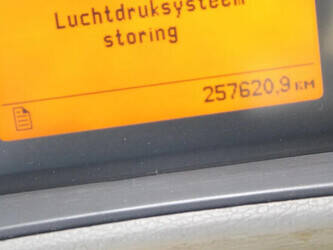 Luchtdruksysteem
storing
257620,9 KM